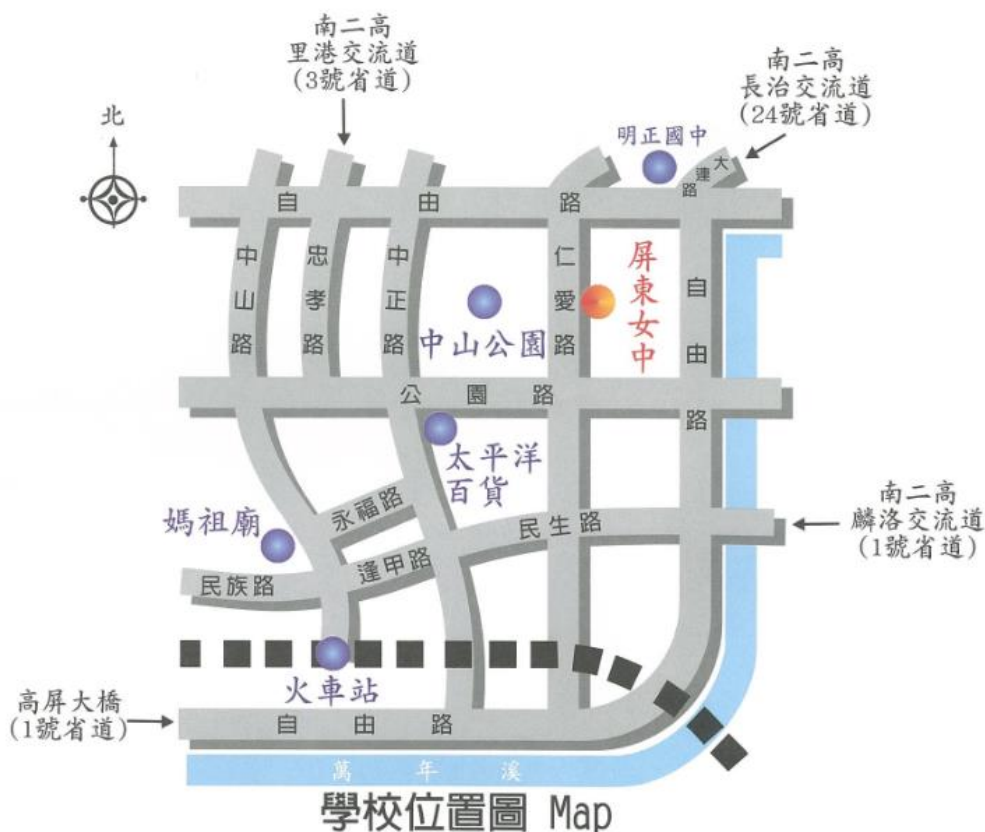 南二高
里港交流道
(3號省道)
南二高
長治交流道
(24號省道)
北
明正國中
大連路
自由路
中山路
忠孝路
中正路
仁愛路
屏東女中
自由路
中山公園
公園路
太平洋
百貨
永福路
媽祖廟
民生路
南二高
麟洛交流道
(1號省道)
逢甲路
民族路
火車站
高屏大橋
(1號省道)
自由路
萬年溪
學校位置圖 Map